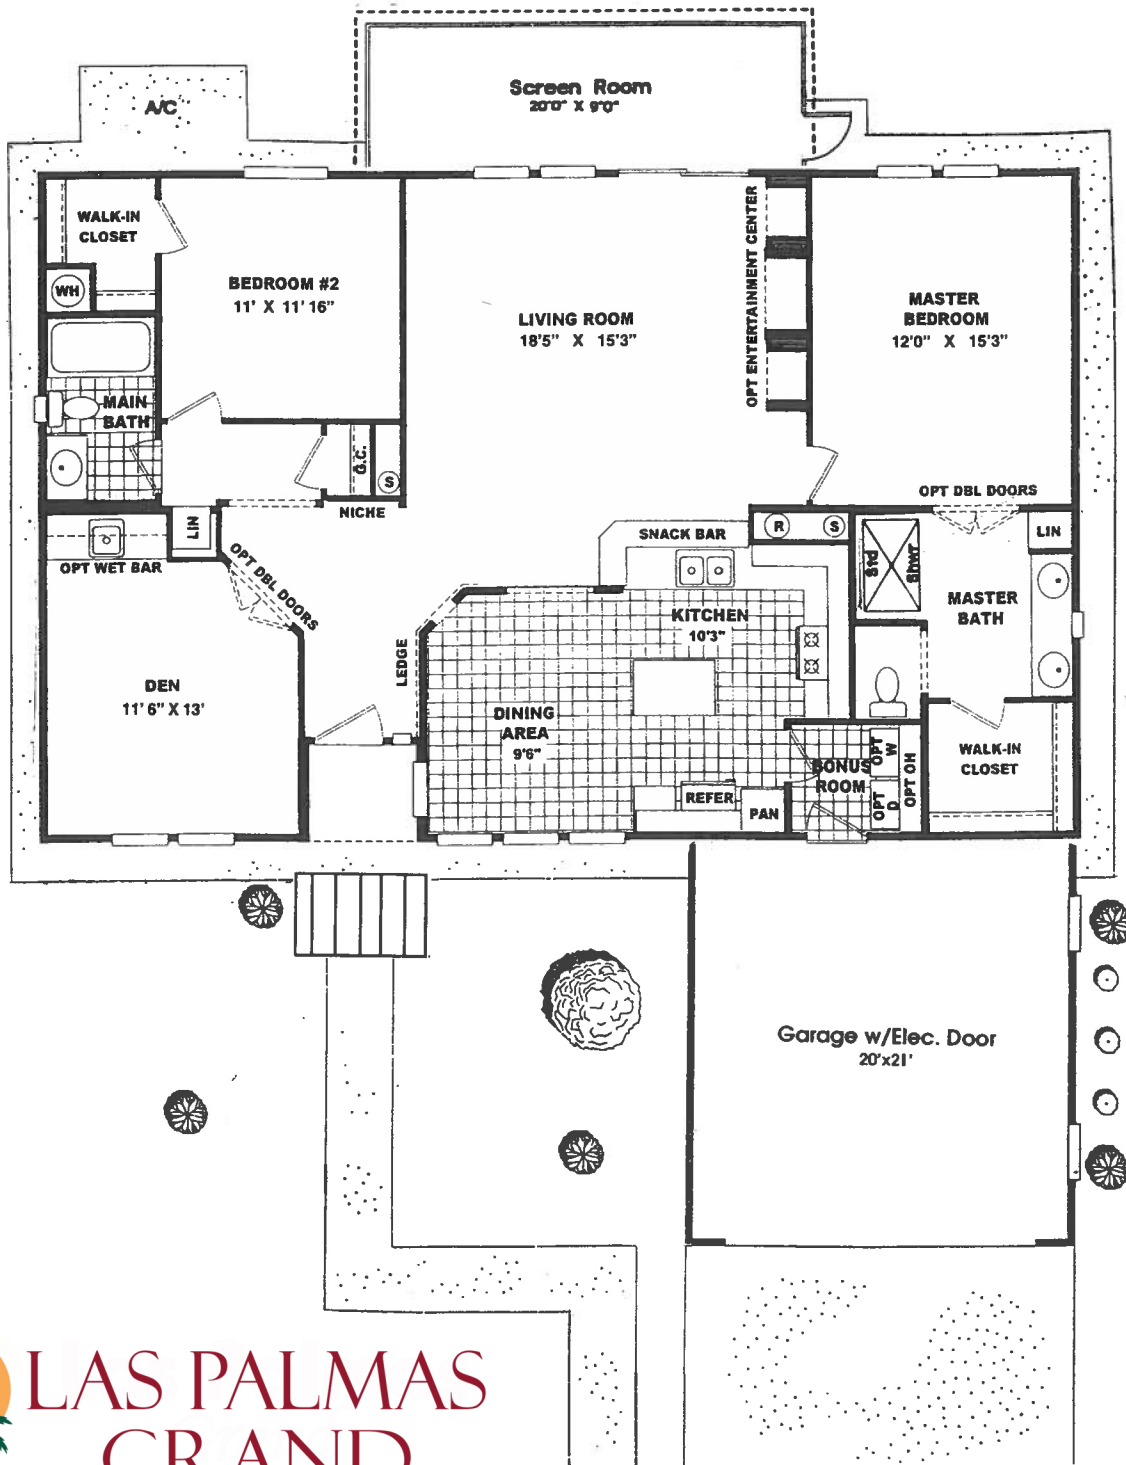 Screen Room
20'0" X 9'0"
A/C
WALK-IN
CLOSET
WH
BEDROOM #2
11' X 11' 16"
LIVING ROOM
18'5" X 15'3"
OPT ENTERTAINMENT CENTER
MASTER
BEDROOM
12'0" X 15'3"
MAIN
BATH
G.C.
S
NICHE
LIN
OPT WET BAR
OPT DBL DOORS
OPT DBL DOORS
SNACK BAR
R
S
LIN
Std
Shwr
MASTER
BATH
KITCHEN
10'3"
LEDGE
DEN
11' 6" X 13'
DINING
AREA
9'6"
BONUS
ROOM
OPT
W
OPT
D
OPT OH
WALK-IN
CLOSET
REFER
PAN
Garage w/Elec. Door
20'x21'
LAS PALMAS
GRAND